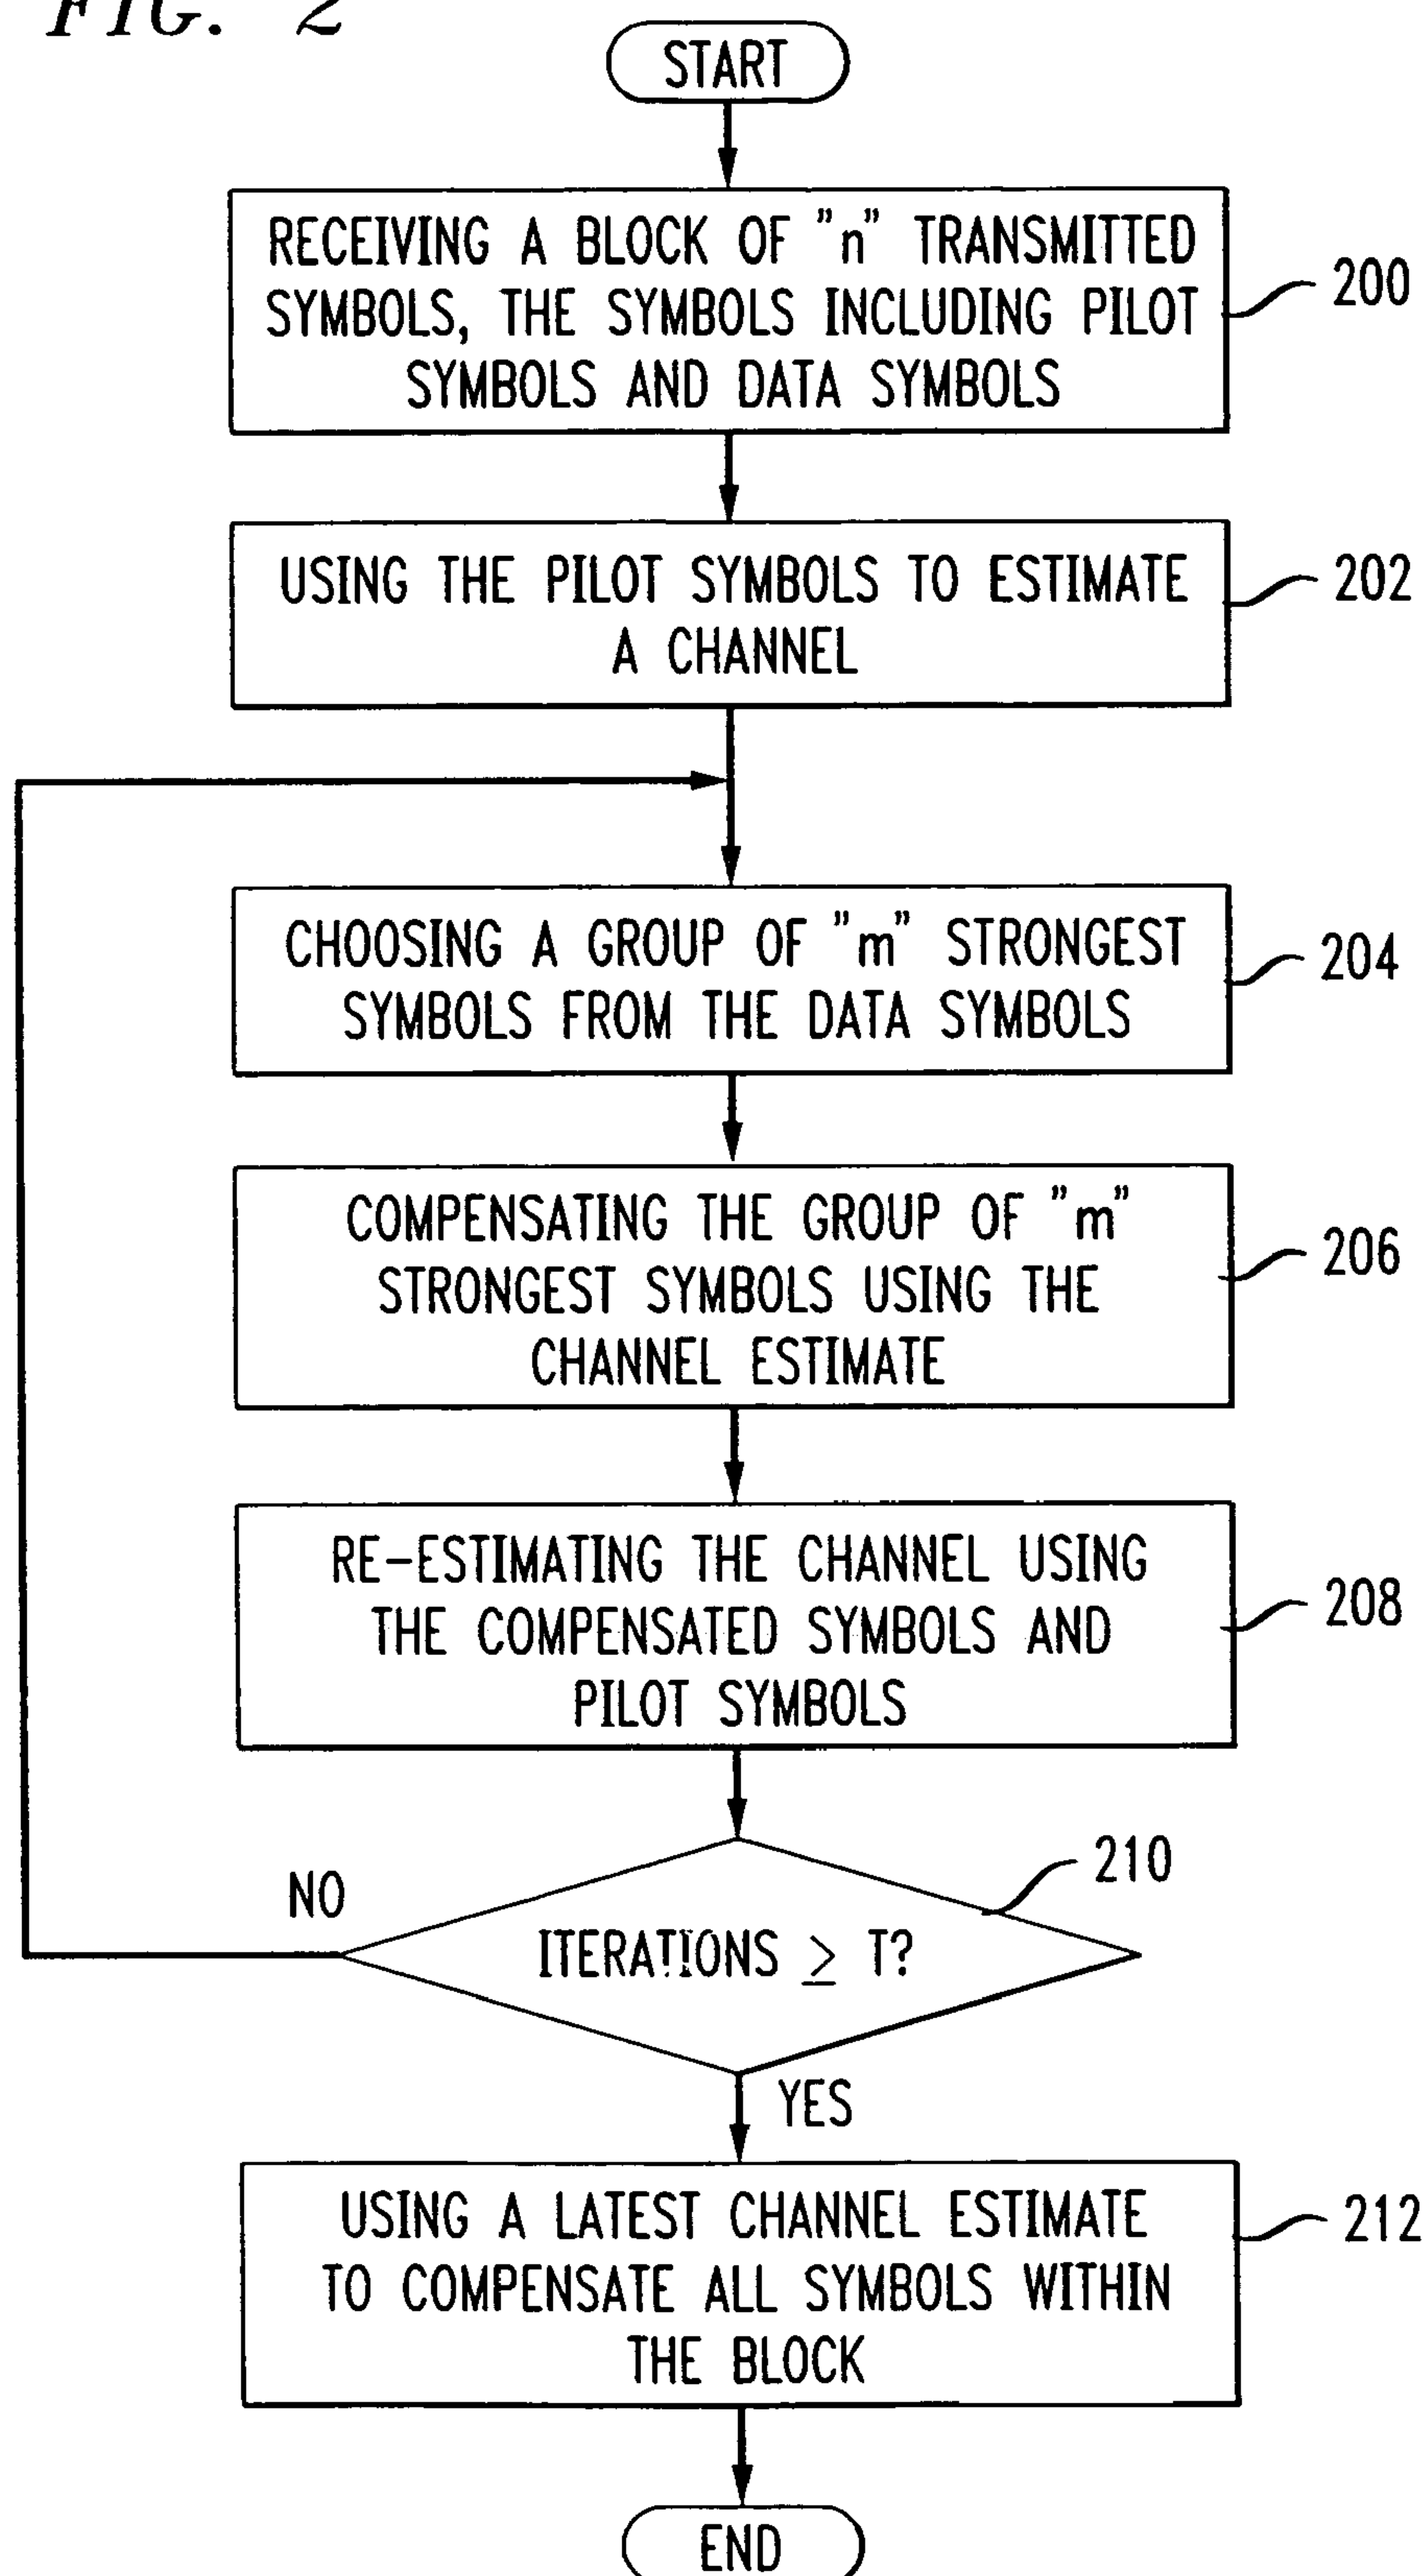 FIG. 2
START
RECEIVING A BLOCK OF "n" TRANSMITTED
SYMBOLS, THE SYMBOLS INCLUDING PILOT
SYMBOLS AND DATA SYMBOLS
200
USING THE PILOT SYMBOLS TO ESTIMATE
A CHANNEL
202
CHOOSING A GROUP OF "m" STRONGEST
SYMBOLS FROM THE DATA SYMBOLS
204
COMPENSATING THE GROUP OF "m"
STRONGEST SYMBOLS USING THE
CHANNEL ESTIMATE
206
RE-ESTIMATING THE CHANNEL USING
THE COMPENSATED SYMBOLS AND
PILOT SYMBOLS
208
210
NO
ITERATIONS ≥ T?
YES
USING A LATEST CHANNEL ESTIMATE
TO COMPENSATE ALL SYMBOLS WITHIN
THE BLOCK
212
END